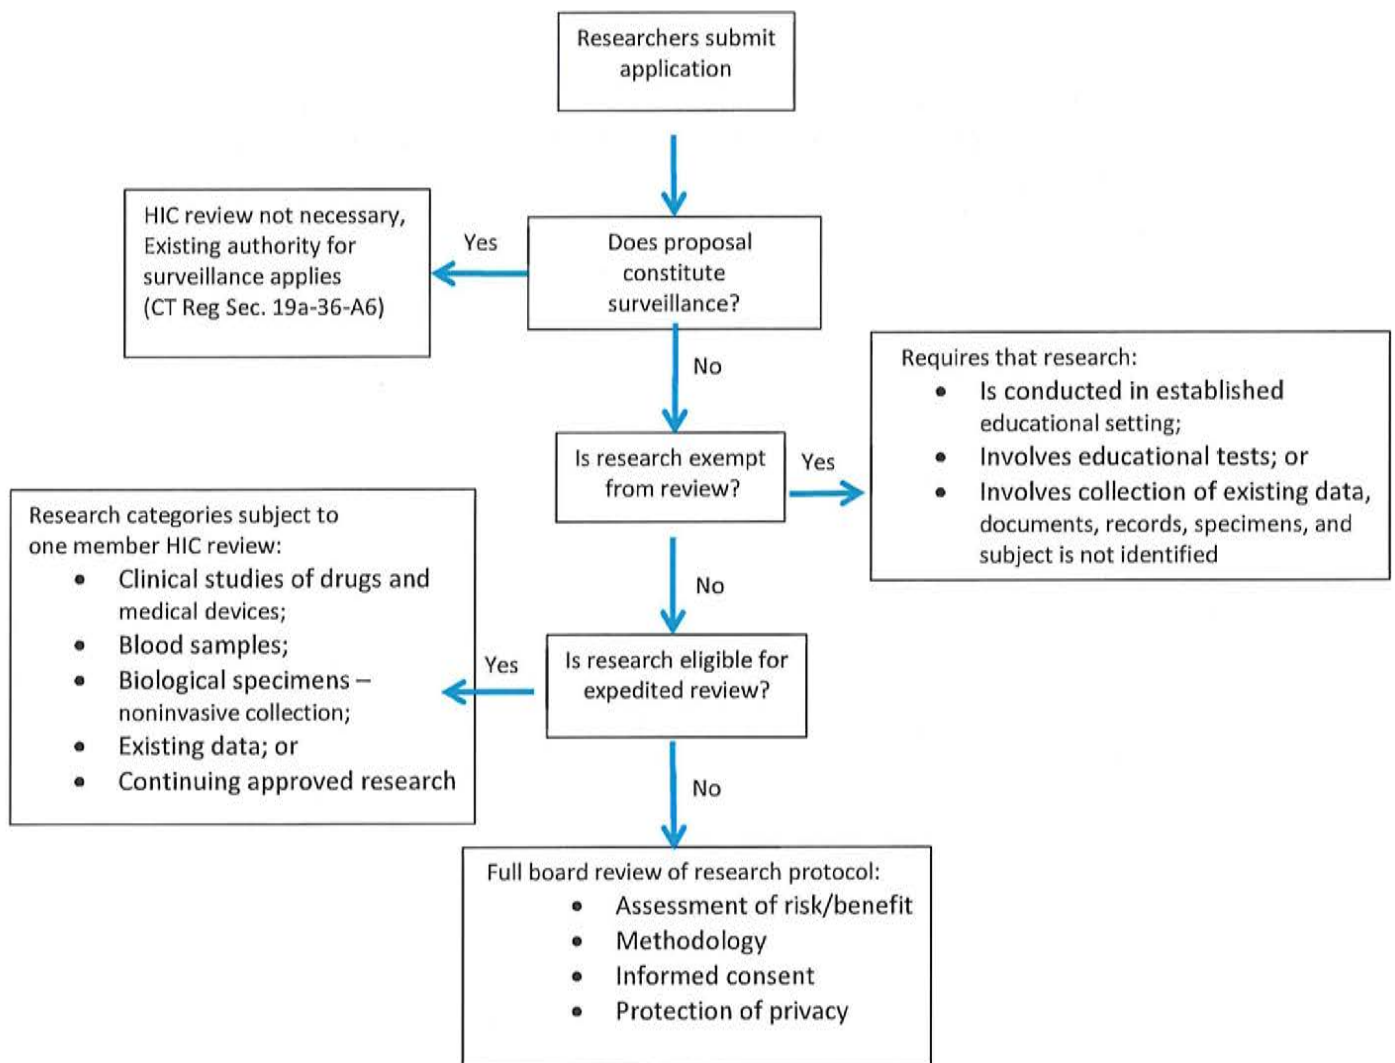 Researchers submit
application
HIC review not necessary,
Existing authority for
surveillance applies
(CT Reg Sec. 19a-36-A6)
Yes
Does proposal
constitute
surveillance?
No
Requires that research:
• Is conducted in established
educational setting;
• Involves educational tests; or
• Involves collection of existing data,
documents, records, specimens, and
subject is not identified
Is research exempt
from review?
Yes
No
Research categories subject to
one member HIC review:
• Clinical studies of drugs and
medical devices;
• Blood samples;
• Biological specimens –
noninvasive collection;
• Existing data; or
• Continuing approved research
Yes
Is research eligible for
expedited review?
No
Full board review of research protocol:
• Assessment of risk/benefit
• Methodology
• Informed consent
• Protection of privacy